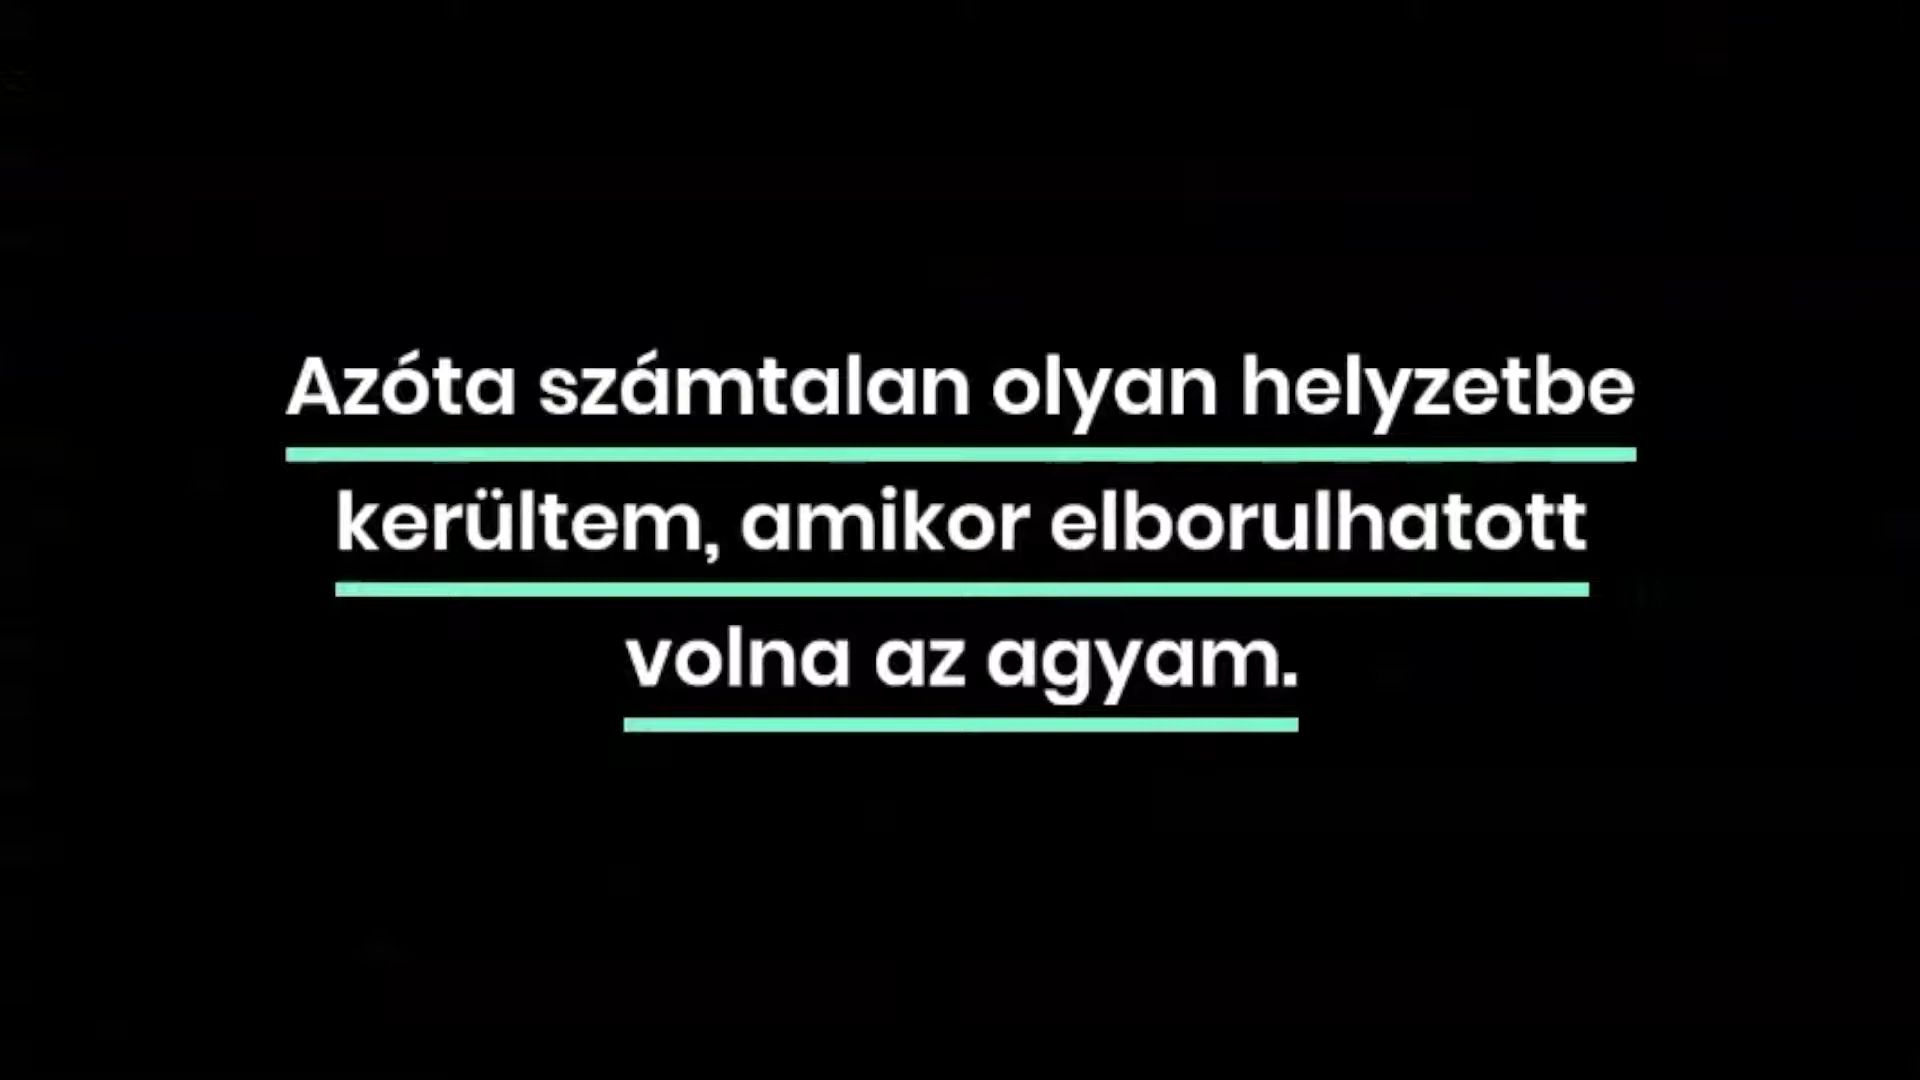 Azóta számtalan olyan helyzetbe
kerültem, amikor elborulhatott
volna az agyam.